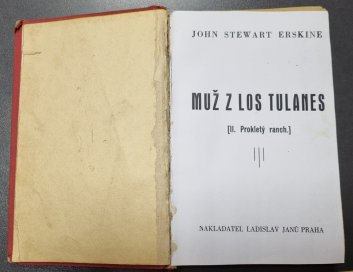 JOHN STEWART ERSKINE
MUŽ Z LOS TULANES
[II. Prokletý ranch.]
NAKLADATEL LADISLAV JANŮ PRAHA